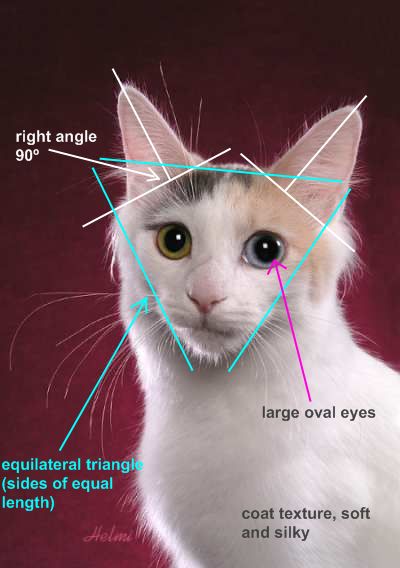 right angle
90º
large oval eyes
equilateral triangle
(sides of equal
length)
coat texture, soft
and silky
Helmi